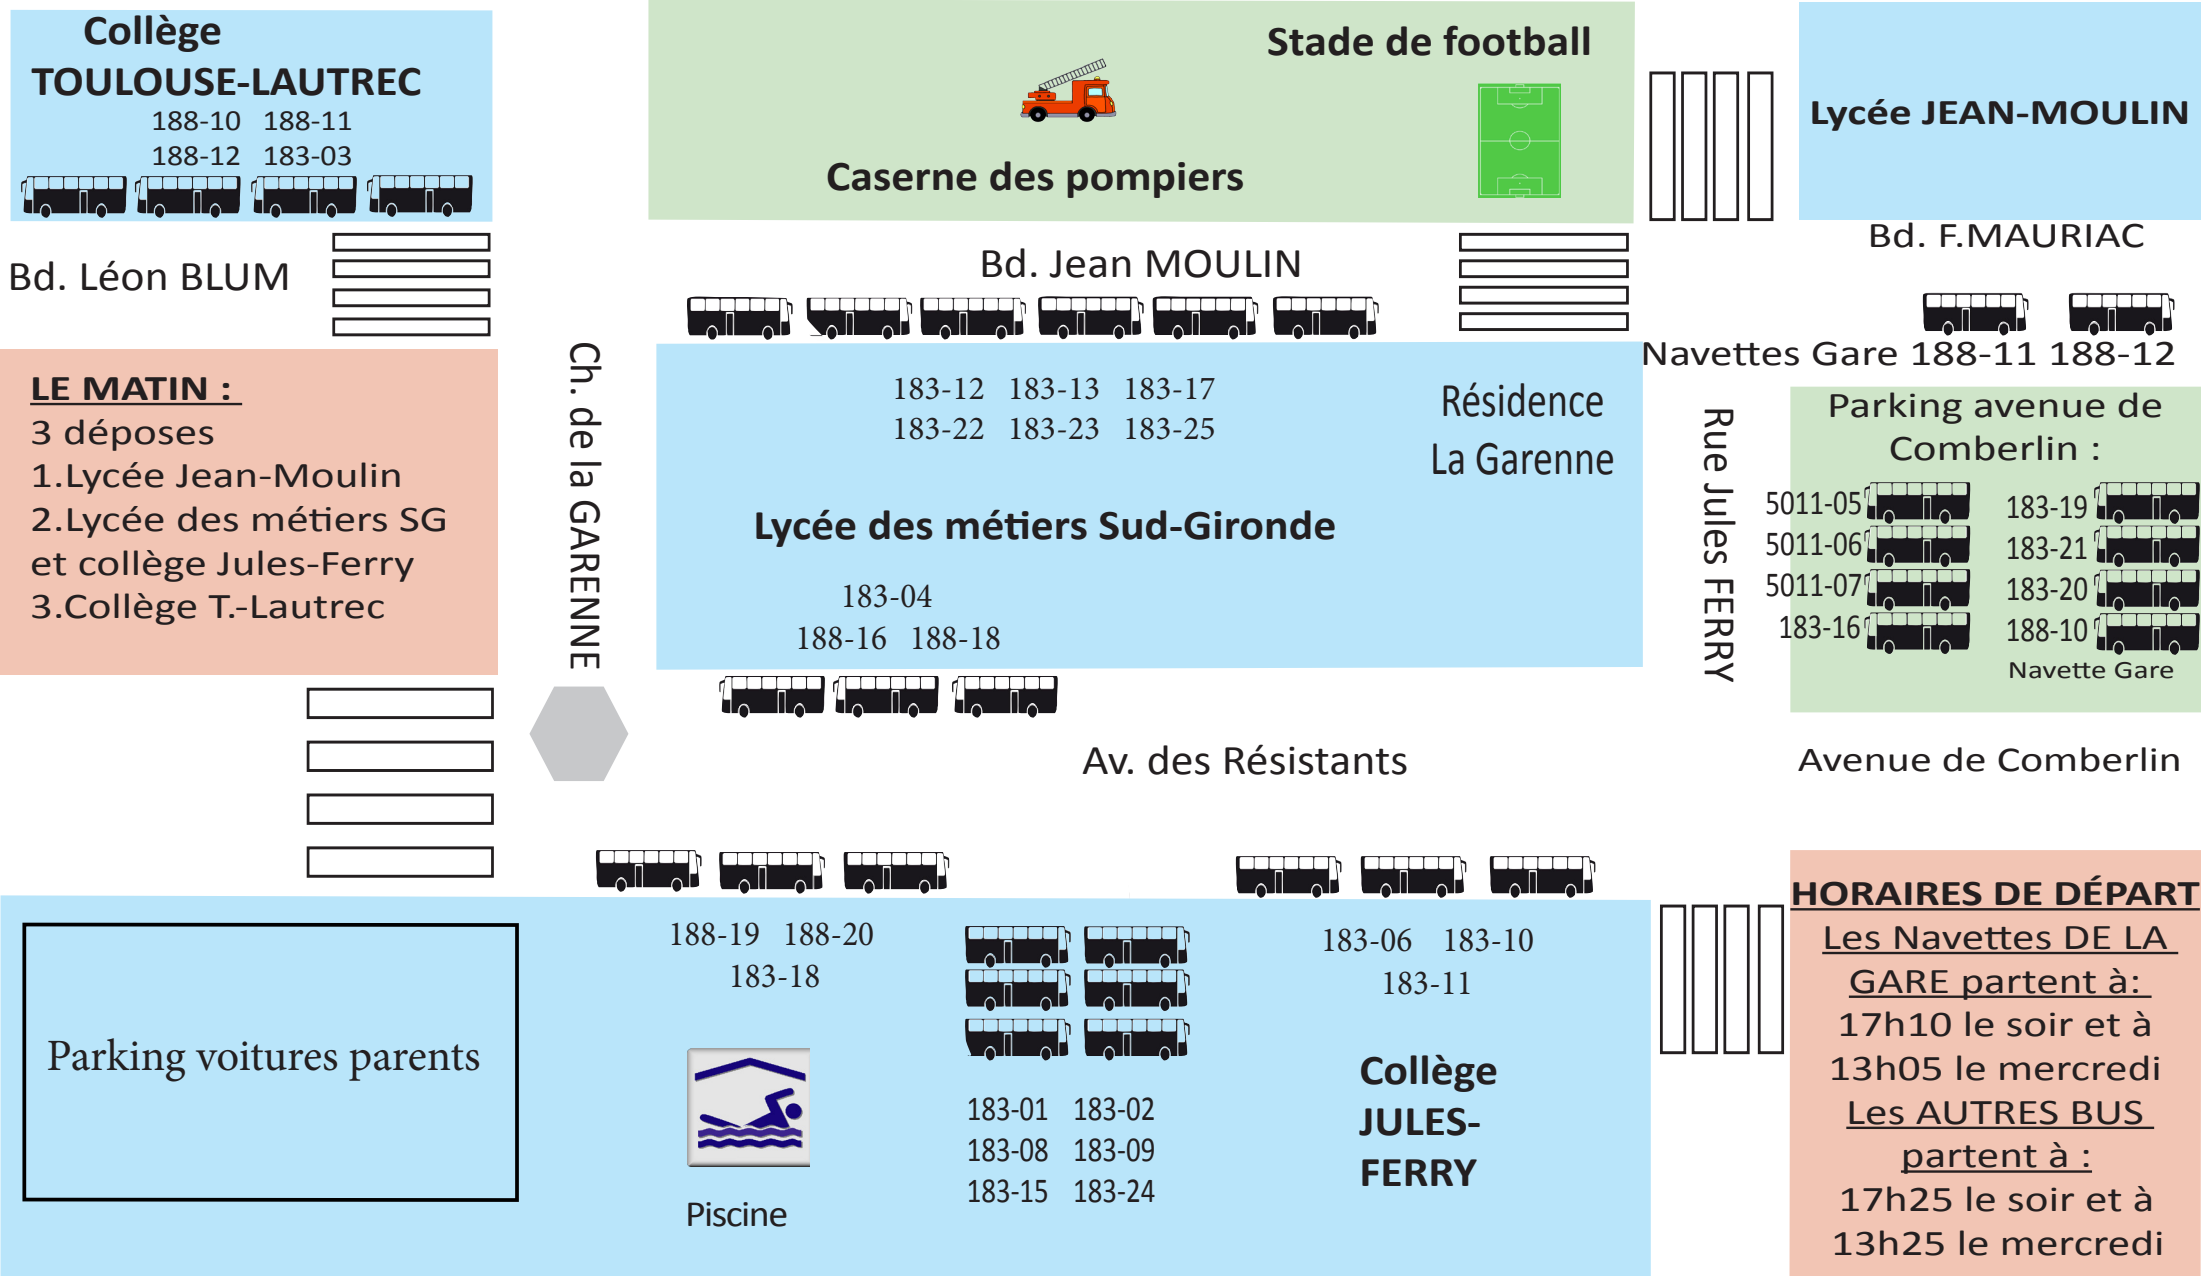 Collège
TOULOUSE-LAUTREC
188-10 188-11
188-12 183-03
Stade de football
Caserne des pompiers
Lycée JEAN-MOULIN
Bd. Léon BLUM
Bd. Jean MOULIN
Bd. F.MAURIAC
Navettes Gare 188-11 188-12
LE MATIN :
3 déposes
1.Lycée Jean-Moulin
2.Lycée des métiers SG
et collège Jules-Ferry
3.Collège T.-Lautrec
Ch. de la GARENNE
183-12 183-13 183-17
183-22 183-23 183-25
Résidence
La Garenne
Lycée des métiers Sud-Gironde
183-04
188-16 188-18
Rue Jules FERRY
Parking avenue de
Comberlin :
5011-05 183-19
5011-06 183-21
5011-07 183-20
183-16 188-10
Navette Gare
Av. des Résistants
Avenue de Comberlin
Parking voitures parents
188-19 188-20
183-18
Piscine
183-01 183-02
183-08 183-09
183-15 183-24
183-06 183-10
183-11
Collège
JULES-
FERRY
HORAIRES DE DÉPART
Les Navettes DE LA
GARE partent à:
17h10 le soir et à
13h05 le mercredi
Les AUTRES BUS
partent à :
17h25 le soir et à
13h25 le mercredi